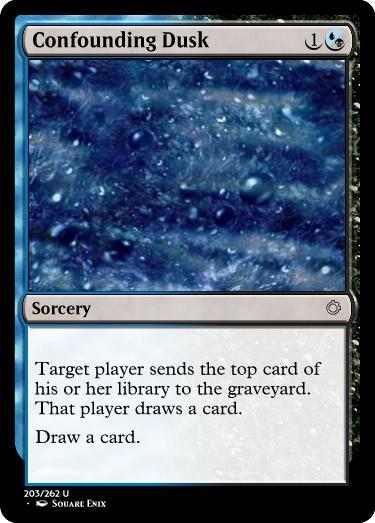 Confounding Dusk 1
Sorcery
Target player sends the top card of
his or her library to the graveyard.
That player draws a card.
Draw a card.
203/262 U
· Square Enix